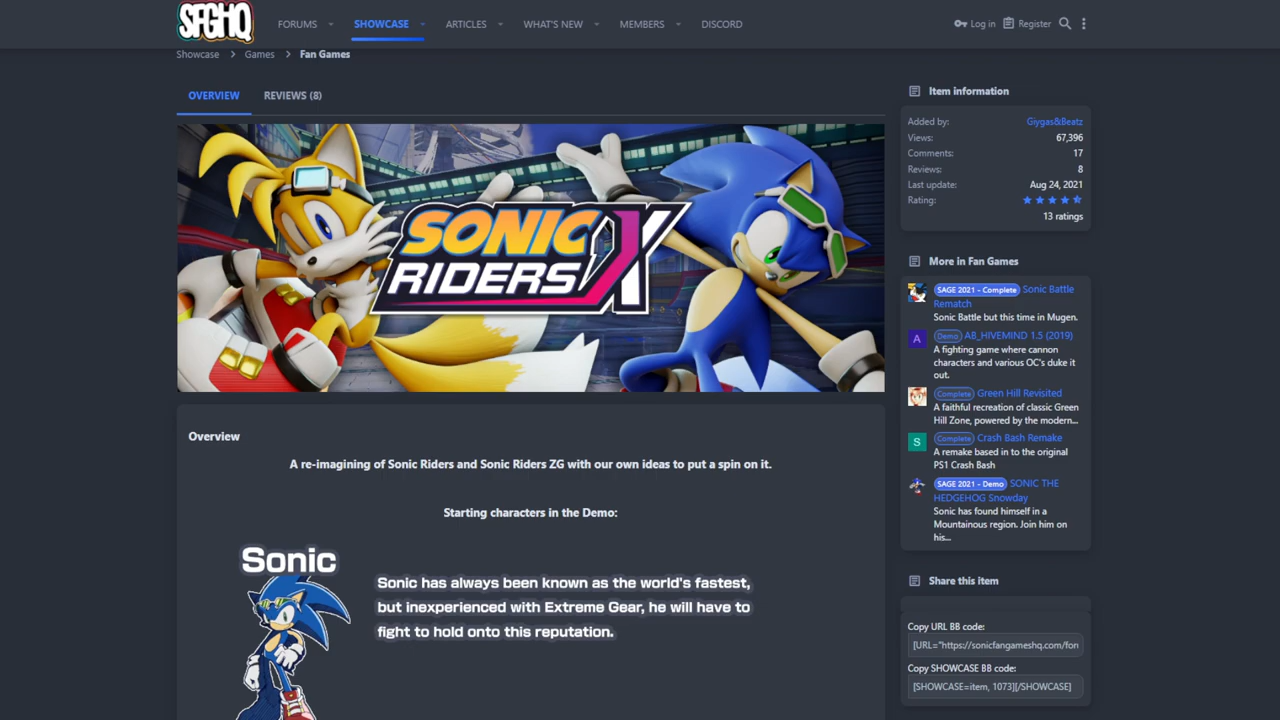 SFGHQ
FORUMS
SHOWCASE
ARTICLES
WHAT'S NEW
MEMBERS
DISCORD
Log in
Register
Showcase
Games
Fan Games
OVERVIEW
REVIEWS (8)
SONIC
RIDERS X
Overview
A re-imagining of Sonic Riders and Sonic Riders ZG with our own ideas to put a spin on it.
Starting characters in the Demo:
Sonic
Sonic has always been known as the world's fastest,
but inexperienced with Extreme Gear, he will have to
fight to hold onto this reputation.
Item information
Added by: Giygas&Beatz
Views: 67,396
Comments: 17
Reviews: 8
Last update: Aug 24, 2021
Rating:
13 ratings
More in Fan Games
SAGE 2021 - Complete Sonic Battle
Rematch
Sonic Battle but this time in Mugen.
A
Demo AB_HIVEMIND 1.5 (2019)
A fighting game where cannon
characters and various OC's duke it
out.
Complete Green Hill Revisited
A faithful recreation of classic Green
Hill Zone, powered by the modern...
S
Complete Crash Bash Remake
A remake based in to the original
PS1 Crash Bash
SAGE 2021 - Demo SONIC THE
HEDGEHOG Snowday
Sonic has found himself in a
Mountainous region. Join him on
his...
Share this item
Copy URL BB code:
[URL="https://sonicfangameshq.com/fon
Copy SHOWCASE BB code:
[SHOWCASE=item, 1073][/SHOWCASE]